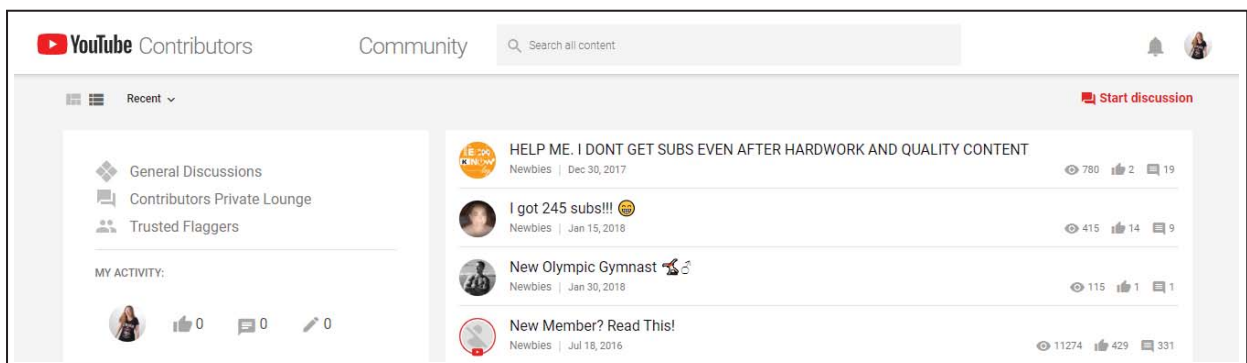 YouTube Contributors
Community
Search all content
Recent
Start discussion
General Discussions
Contributors Private Lounge
Trusted Flaggers
MY ACTIVITY:
0 0 0
HELP ME. I DONT GET SUBS EVEN AFTER HARDWORK AND QUALITY CONTENT
Newbies | Dec 30, 2017 780 2 19
I got 245 subs!!! 😁
Newbies | Jan 15, 2018 415 14 9
New Olympic Gymnast
Newbies | Jan 30, 2018 115 1 1
New Member? Read This!
Newbies | Jul 18, 2016 11274 429 331